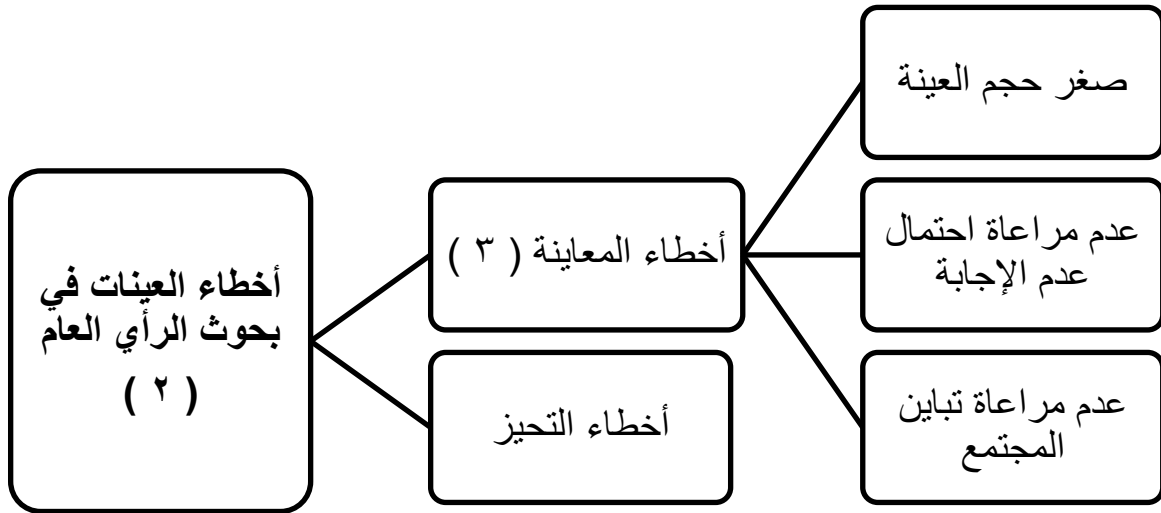 أخطاء العينات في
بحوث الرأي العام
( ٢ )
أخطاء المعاينة ( ٣ )
صغر حجم العينة
عدم مراعاة احتمال
عدم الإجابة
عدم مراعاة تباين
المجتمع
أخطاء التحيز